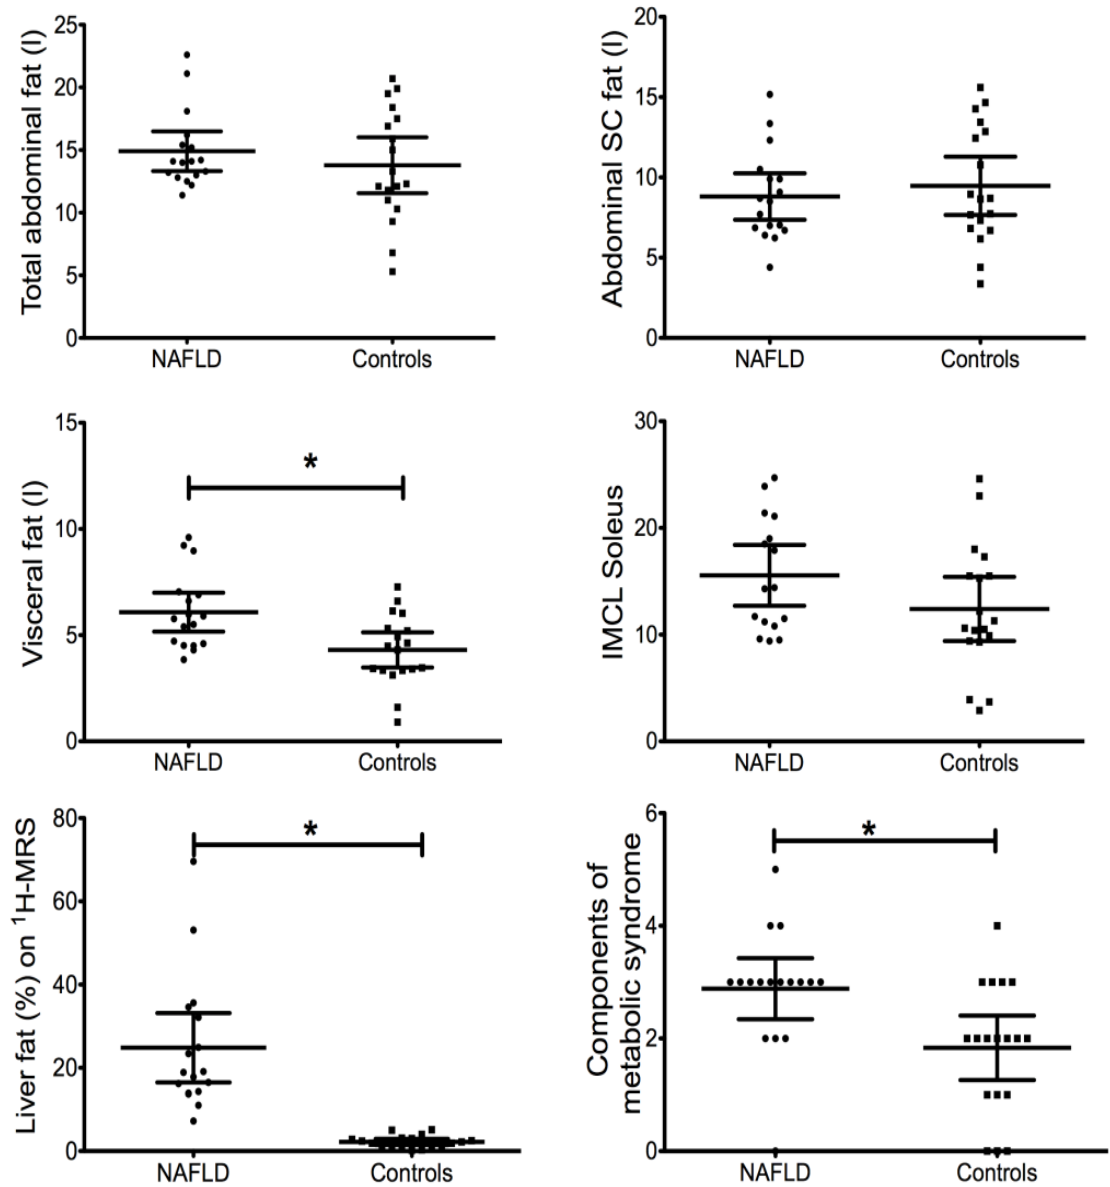 Total abdominal fat (l)
25
20
15
10
5
0
NAFLD
Controls
Abdominal SC fat (l)
20
15
10
5
0
NAFLD
Controls
Visceral fat (l)
15
10
5
0
*
NAFLD
Controls
IMCL Soleus
30
20
10
0
NAFLD
Controls
Liver fat (%) on ¹H-MRS
80
60
40
20
0
*
NAFLD
Controls
Components of
metabolic syndrome
6
4
2
0
*
NAFLD
Controls